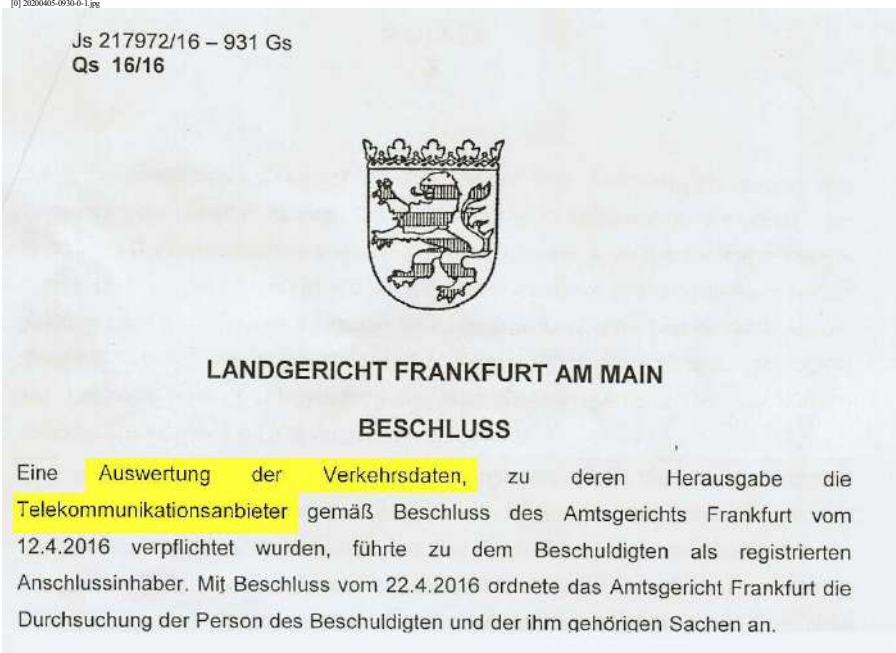 [0] 20200405-0930-0-1.jpg
Js 217972/16 – 931 Gs
Qs 16/16
LANDGERICHT FRANKFURT AM MAIN
BESCHLUSS
Eine Auswertung der Verkehrsdaten, zu deren Herausgabe die
Telekommunikationsanbieter gemäß Beschluss des Amtsgerichts Frankfurt vom
12.4.2016 verpflichtet wurden, führte zu dem Beschuldigten als registrierten
Anschlussinhaber. Mit Beschluss vom 22.4.2016 ordnete das Amtsgericht Frankfurt die
Durchsuchung der Person des Beschuldigten und der ihm gehörigen Sachen an.